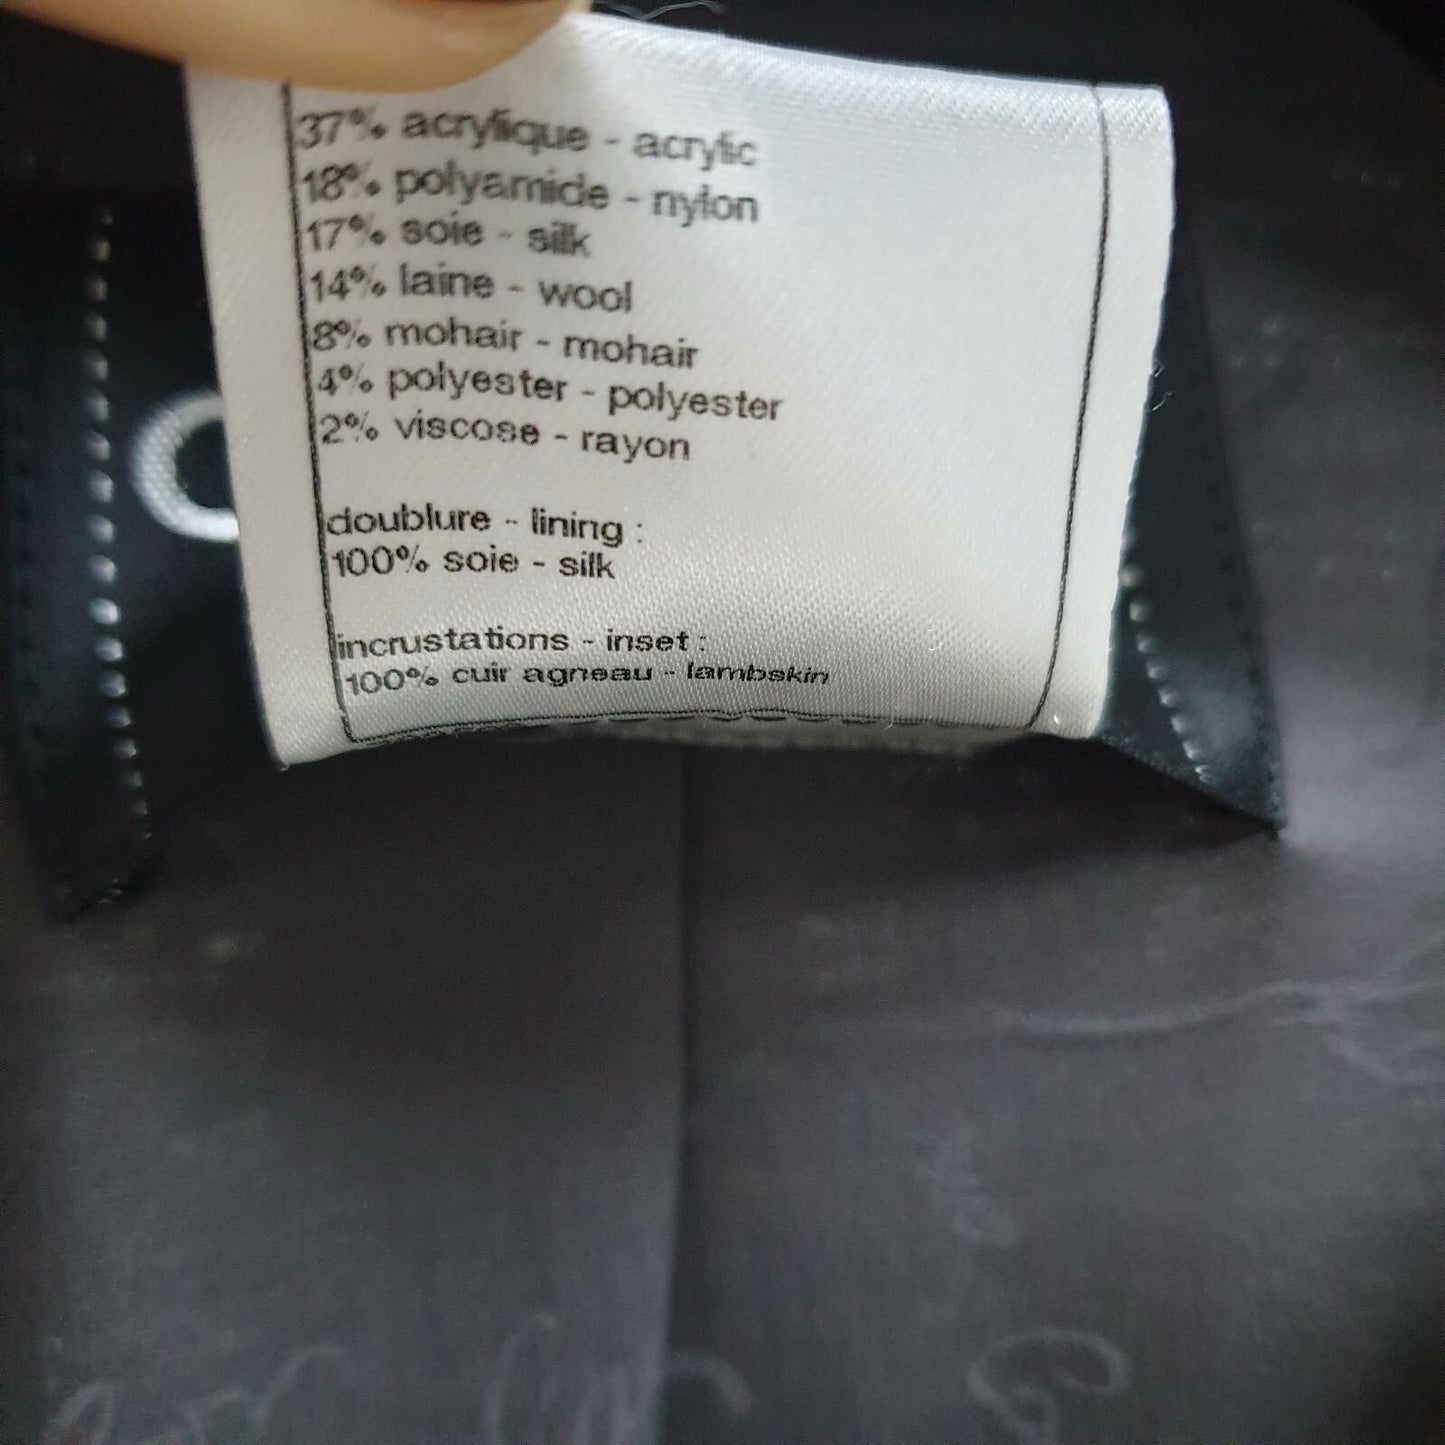 37% acrylique - acrylic
18% polyamide - nylon
17% soie - silk
14% laine - wool
8% mohair - mohair
4% polyester - polyester
2% viscose - rayon
doublure - lining :
100% soie - silk
incrustations - inset :
100% cuir agneau - lambskin